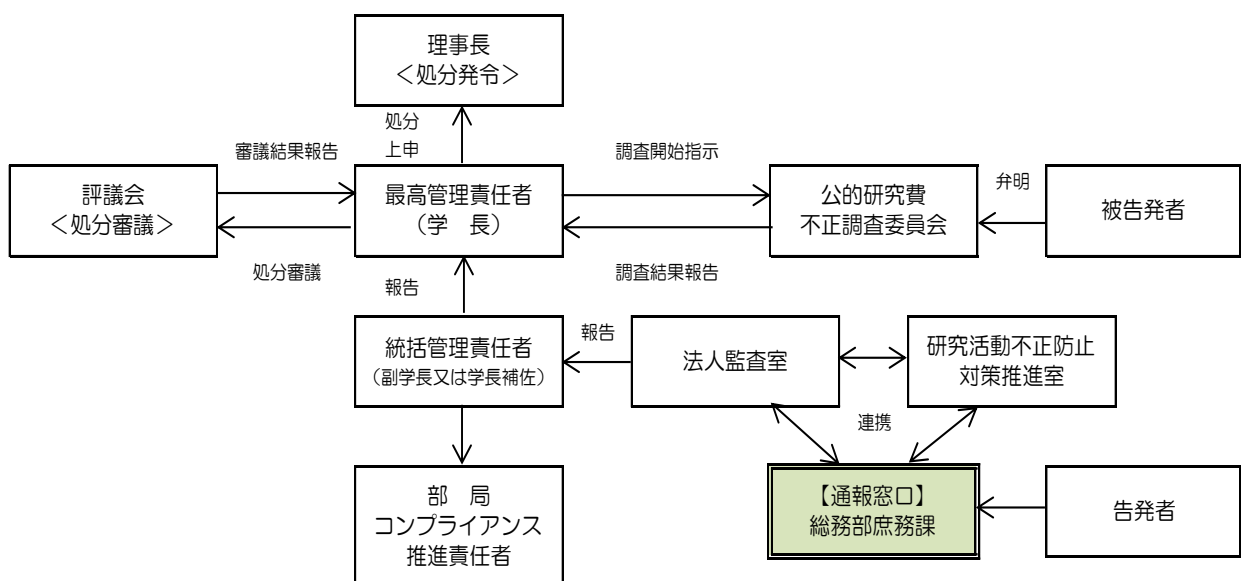 理事長
＜処分発令＞
処分
上申
審議結果報告
調査開始指示
評議会
＜処分審議＞
最高管理責任者
（学　長）
公的研究費
不正調査委員会
弁明
被告発者
処分審議
報告
調査結果報告
統括管理責任者
（副学長又は学長補佐）
報告
法人監査室
研究活動不正防止
対策推進室
連携
部　局
コンプライアンス
推進責任者
【通報窓口】
総務部庶務課
告発者